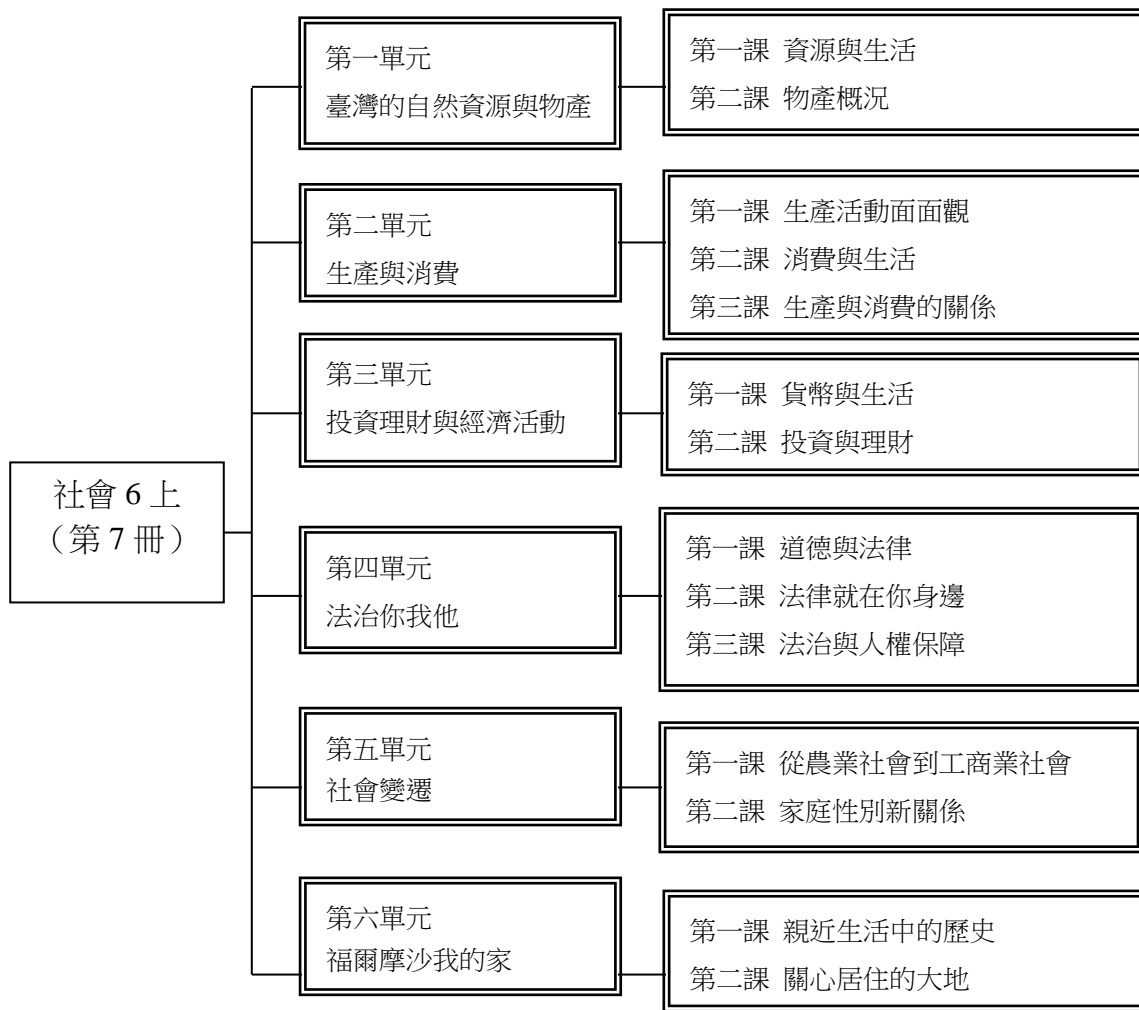 社會 6 上
（第 7 冊）
第一單元
臺灣的自然資源與物產
第一課 資源與生活
第二課 物產概況
第二單元
生產與消費
第一課 生產活動面面觀
第二課 消費與生活
第三課 生產與消費的關係
第三單元
投資理財與經濟活動
第一課 貨幣與生活
第二課 投資與理財
第四單元
法治你我他
第一課 道德與法律
第二課 法律就在你身邊
第三課 法治與人權保障
第五單元
社會變遷
第一課 從農業社會到工商業社會
第二課 家庭性別新關係
第六單元
福爾摩沙我的家
第一課 親近生活中的歷史
第二課 關心居住的大地